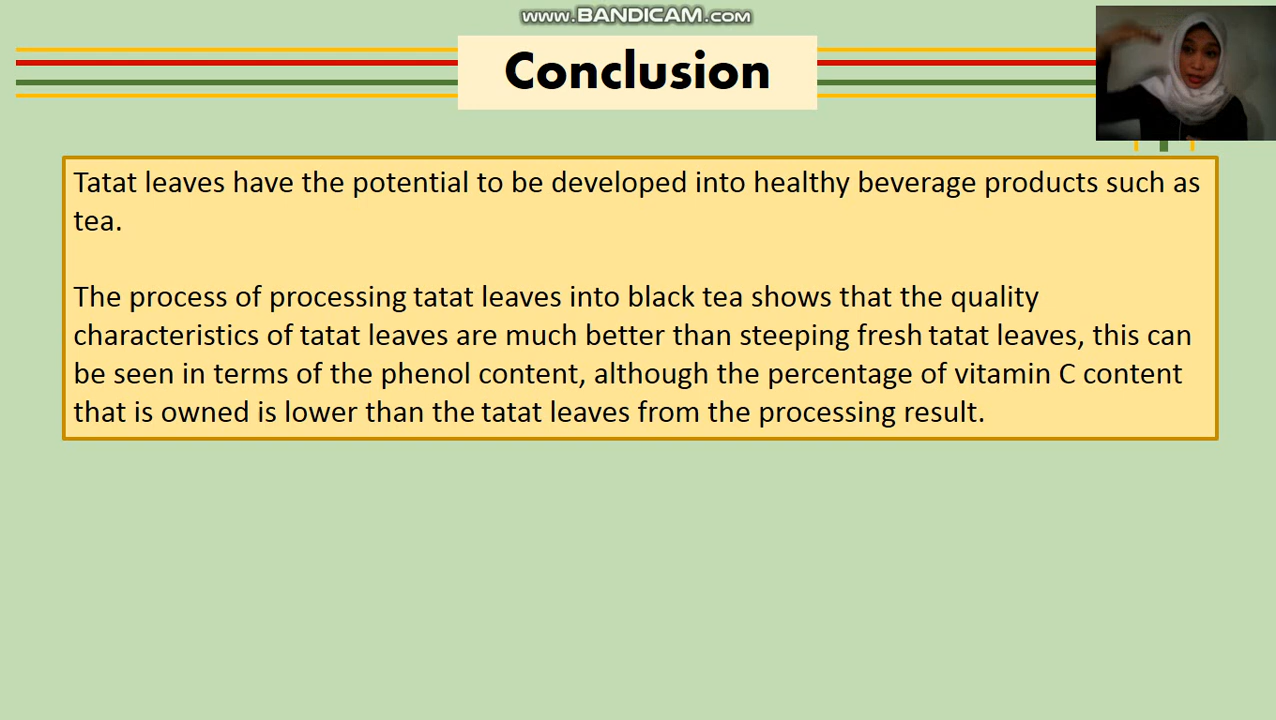 www.BANDICAM.com
Conclusion
Tatat leaves have the potential to be developed into healthy beverage products such as
tea.
The process of processing tatat leaves into black tea shows that the quality
characteristics of tatat leaves are much better than steeping fresh tatat leaves, this can
be seen in terms of the phenol content, although the percentage of vitamin C content
that is owned is lower than the tatat leaves from the processing result.